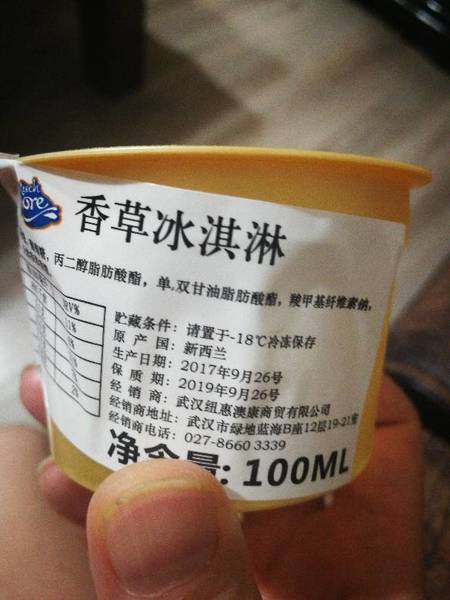 ore
香草冰淇淋
丙二醇脂肪酸酯，单,双甘油脂肪酸酯，羧甲基纤维素钠，
RV%
1%
贮藏条件：请置于-18℃冷冻保存
原 产 国：新西兰
生产日期：2017年9月26号
保 质 期：2019年9月26号
经 销 商：武汉纽惠澳康商贸有限公司
经销商地址：武汉市绿地蓝海B座12层19-21室
经销商电话：027-8660 3339
净含量: 100ML